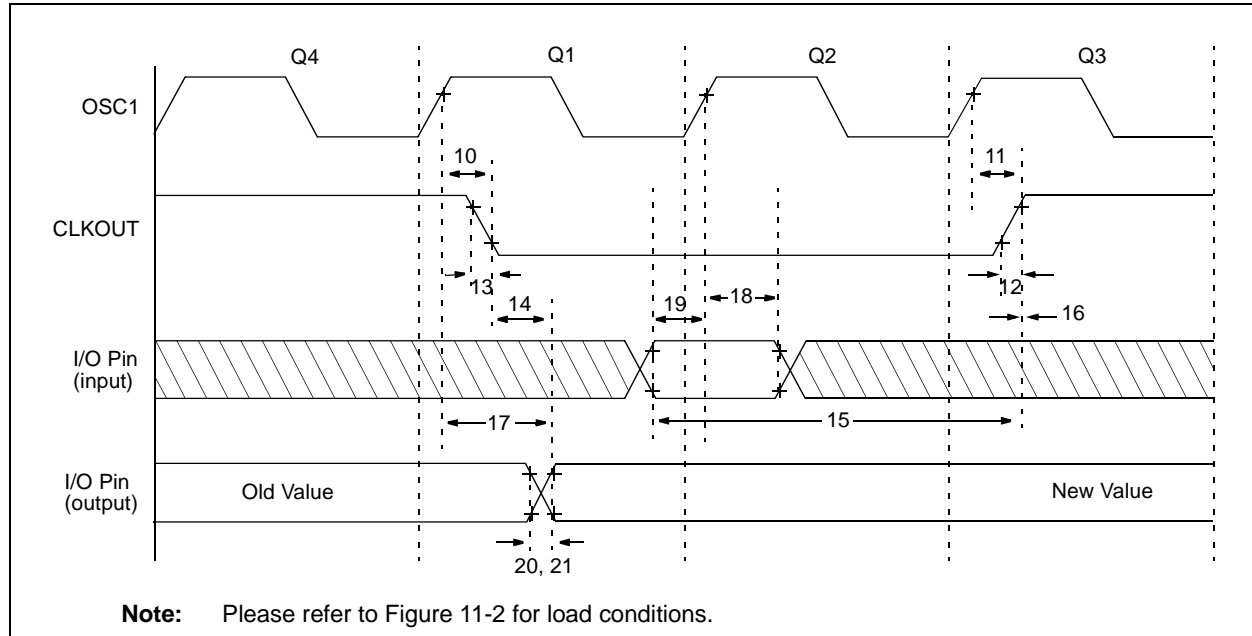 Q4 Q1 Q2 Q3
OSC1
10 11
CLKOUT
13 12
14 19 18 16
I/O Pin
(input)
17 15
I/O Pin
(output)
Old Value New Value
20, 21
Note: Please refer to Figure 11-2 for load conditions.